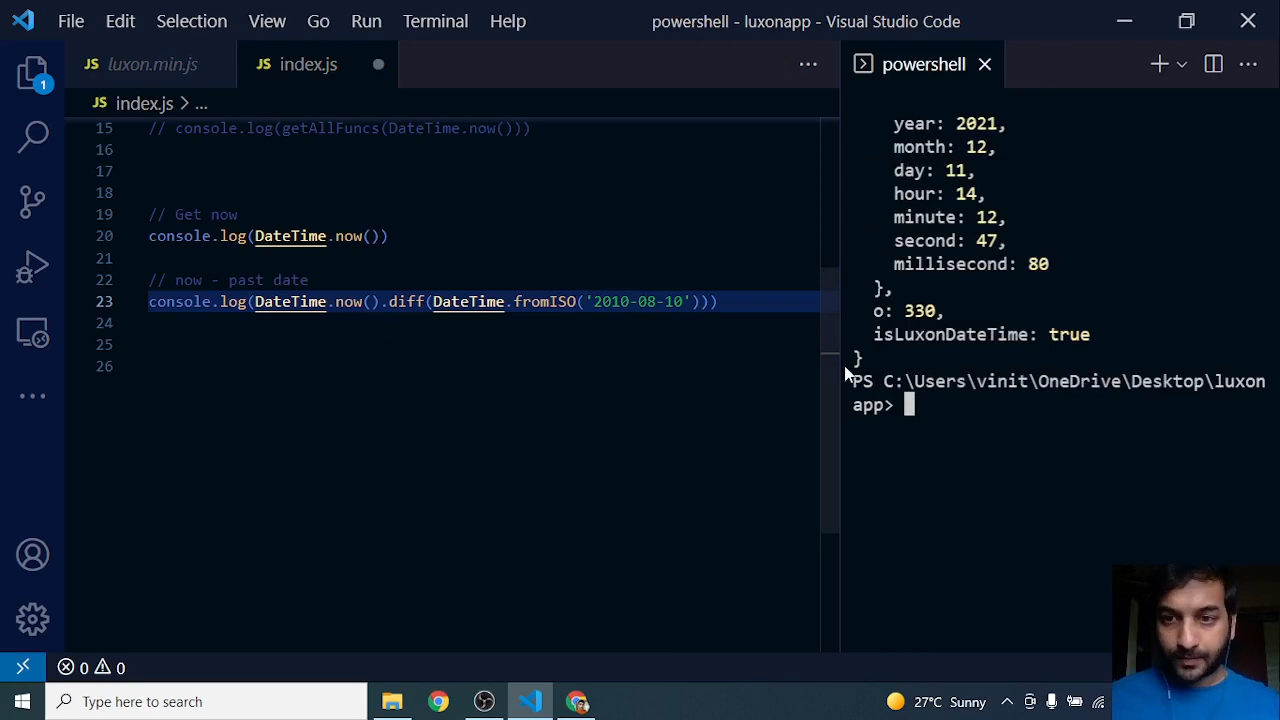 File Edit Selection View Go Run Terminal Help powershell - luxonapp - Visual Studio Code
JS luxon.min.js JS index.js powershell
1
JS index.js > ...
15 // console.log(getAllFuncs(DateTime.now()))
16
17
18
19 // Get now
20 console.log(DateTime.now())
21
22 // now - past date
23 console.log(DateTime.now().diff(DateTime.fromISO('2010-08-10')))
24
25
26
year: 2021,
month: 12,
day: 11,
hour: 14,
minute: 12,
second: 47,
millisecond: 80
},
o: 330,
isLuxonDateTime: true
}
PS C:\Users\vinit\OneDrive\Desktop\luxon
app>
0 0
Type here to search 27°C Sunny